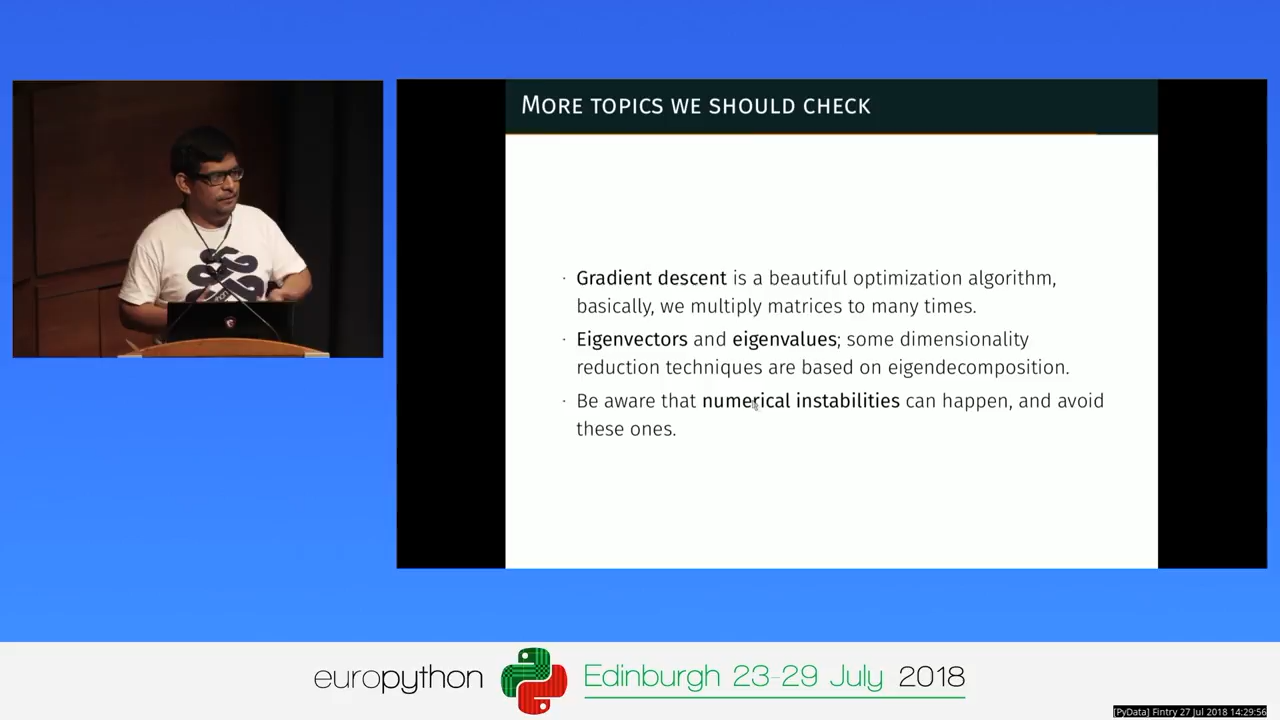 MORE TOPICS WE SHOULD CHECK
· Gradient descent is a beautiful optimization algorithm,
basically, we multiply matrices to many times.
· Eigenvectors and eigenvalues; some dimensionality
reduction techniques are based on eigendecomposition.
· Be aware that numerical instabilities can happen, and avoid
these ones.
europython
Edinburgh 23-29 July 2018
[PyData] Fintry 27 Jul 2018 14:29:56